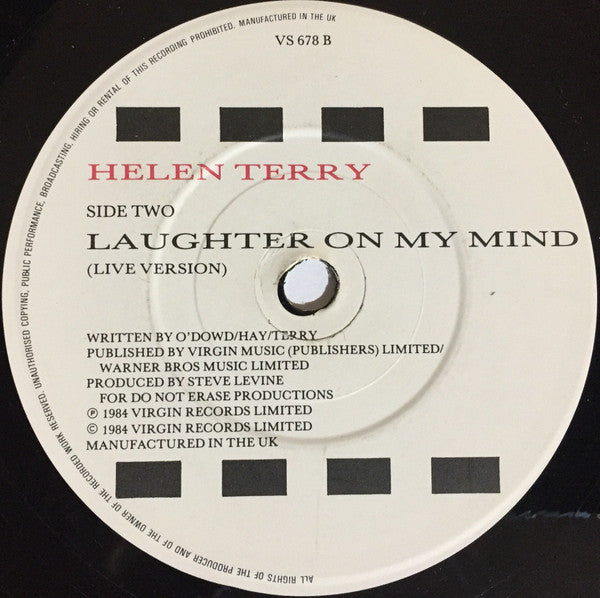 VS 678 B
HELEN TERRY
SIDE TWO
LAUGHTER ON MY MIND
(LIVE VERSION)
WRITTEN BY O'DOWD/HAY/TERRY
PUBLISHED BY VIRGIN MUSIC (PUBLISHERS) LIMITED/
WARNER BROS MUSIC LIMITED
PRODUCED BY STEVE LEVINE
FOR DO NOT ERASE PRODUCTIONS
℗ 1984 VIRGIN RECORDS LIMITED
© 1984 VIRGIN RECORDS LIMITED
MANUFACTURED IN THE UK
ALL RIGHTS OF THE PRODUCER AND OF THE OWNER OF THE RECORDED WORK RESERVED. UNAUTHORISED COPYING, PUBLIC PERFORMANCE, BROADCASTING, HIRING OR RENTAL OF THIS RECORDING PROHIBITED. MANUFACTURED IN THE UK